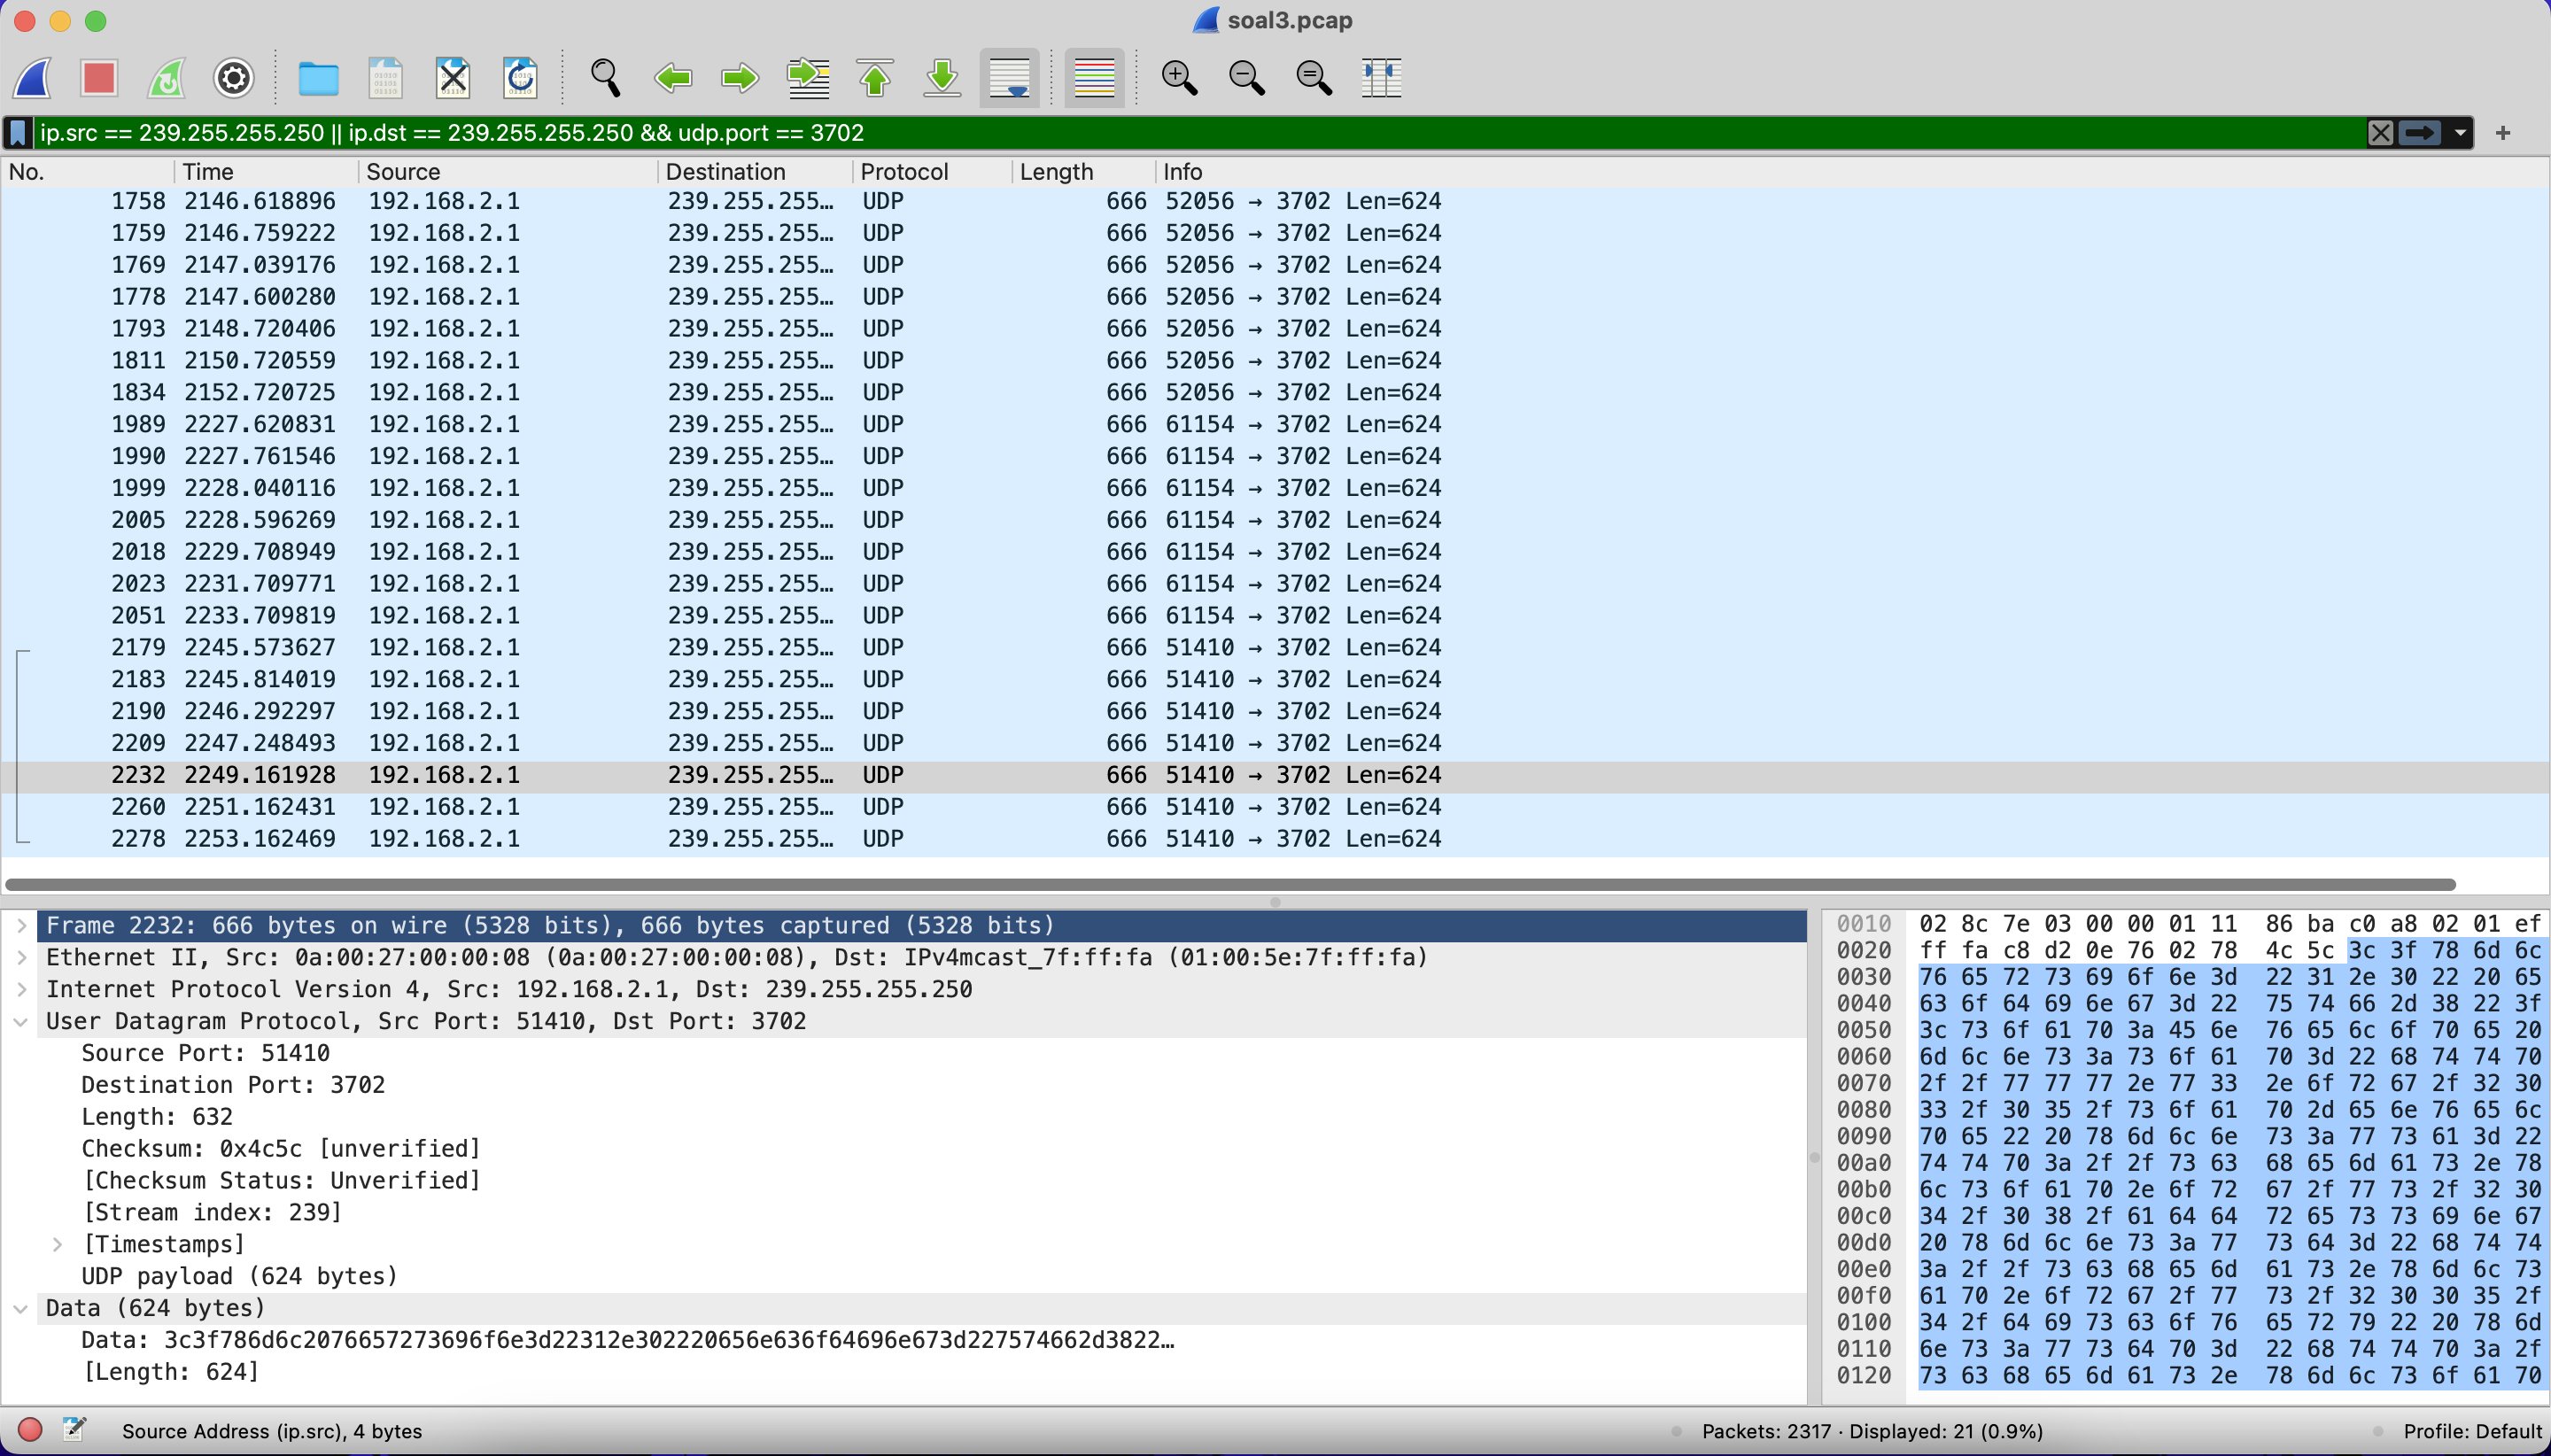 soal3.pcap
ip.src == 239.255.255.250 || ip.dst == 239.255.255.250 && udp.port == 3702
No. Time Source Destination Protocol Length Info
1758 2146.618896 192.168.2.1 239.255.255… UDP 666 52056 → 3702 Len=624
1759 2146.759222 192.168.2.1 239.255.255… UDP 666 52056 → 3702 Len=624
1769 2147.039176 192.168.2.1 239.255.255… UDP 666 52056 → 3702 Len=624
1778 2147.600280 192.168.2.1 239.255.255… UDP 666 52056 → 3702 Len=624
1793 2148.720406 192.168.2.1 239.255.255… UDP 666 52056 → 3702 Len=624
1811 2150.720559 192.168.2.1 239.255.255… UDP 666 52056 → 3702 Len=624
1834 2152.720725 192.168.2.1 239.255.255… UDP 666 52056 → 3702 Len=624
1989 2227.620831 192.168.2.1 239.255.255… UDP 666 61154 → 3702 Len=624
1990 2227.761546 192.168.2.1 239.255.255… UDP 666 61154 → 3702 Len=624
1999 2228.040116 192.168.2.1 239.255.255… UDP 666 61154 → 3702 Len=624
2005 2228.596269 192.168.2.1 239.255.255… UDP 666 61154 → 3702 Len=624
2018 2229.708949 192.168.2.1 239.255.255… UDP 666 61154 → 3702 Len=624
2023 2231.709771 192.168.2.1 239.255.255… UDP 666 61154 → 3702 Len=624
2051 2233.709819 192.168.2.1 239.255.255… UDP 666 61154 → 3702 Len=624
2179 2245.573627 192.168.2.1 239.255.255… UDP 666 51410 → 3702 Len=624
2183 2245.814019 192.168.2.1 239.255.255… UDP 666 51410 → 3702 Len=624
2190 2246.292297 192.168.2.1 239.255.255… UDP 666 51410 → 3702 Len=624
2209 2247.248493 192.168.2.1 239.255.255… UDP 666 51410 → 3702 Len=624
2232 2249.161928 192.168.2.1 239.255.255… UDP 666 51410 → 3702 Len=624
2260 2251.162431 192.168.2.1 239.255.255… UDP 666 51410 → 3702 Len=624
2278 2253.162469 192.168.2.1 239.255.255… UDP 666 51410 → 3702 Len=624
Frame 2232: 666 bytes on wire (5328 bits), 666 bytes captured (5328 bits)
Ethernet II, Src: 0a:00:27:00:00:08 (0a:00:27:00:00:08), Dst: IPv4mcast_7f:ff:fa (01:00:5e:7f:ff:fa)
Internet Protocol Version 4, Src: 192.168.2.1, Dst: 239.255.255.250
User Datagram Protocol, Src Port: 51410, Dst Port: 3702
Source Port: 51410
Destination Port: 3702
Length: 632
Checksum: 0x4c5c [unverified]
[Checksum Status: Unverified]
[Stream index: 239]
[Timestamps]
UDP payload (624 bytes)
Data (624 bytes)
Data: 3c3f786d6c2076657273696f6e3d22312e302220656e636f64696e673d227574662d3822…
[Length: 624]
0010 02 8c 7e 03 00 00 01 11 86 ba c0 a8 02 01 ef
0020 ff fa c8 d2 0e 76 02 78 4c 5c 3c 3f 78 6d 6c
0030 76 65 72 73 69 6f 6e 3d 22 31 2e 30 22 20 65
0040 63 6f 64 69 6e 67 3d 22 75 74 66 2d 38 22 3f
0050 3c 73 6f 61 70 3a 45 6e 76 65 6c 6f 70 65 20
0060 6d 6c 6e 73 3a 73 6f 61 70 3d 22 68 74 74 70
0070 2f 2f 77 77 77 2e 77 33 2e 6f 72 67 2f 32 30
0080 33 2f 30 35 2f 73 6f 61 70 2d 65 6e 76 65 6c
0090 70 65 22 20 78 6d 6c 6e 73 3a 77 73 61 3d 22
00a0 74 74 70 3a 2f 2f 73 63 68 65 6d 61 73 2e 78
00b0 6c 73 6f 61 70 2e 6f 72 67 2f 77 73 2f 32 30
00c0 34 2f 30 38 2f 61 64 64 72 65 73 73 69 6e 67
00d0 20 78 6d 6c 6e 73 3a 77 73 64 3d 22 68 74 74
00e0 3a 2f 2f 73 63 68 65 6d 61 73 2e 78 6d 6c 73
00f0 61 70 2e 6f 72 67 2f 77 73 2f 32 30 30 35 2f
0100 34 2f 64 69 73 63 6f 76 65 72 79 22 20 78 6d
0110 6e 73 3a 77 73 64 70 3d 22 68 74 74 70 3a 2f
0120 73 63 68 65 6d 61 73 2e 78 6d 6c 73 6f 61 70
Source Address (ip.src), 4 bytes
Packets: 2317 · Displayed: 21 (0.9%)
Profile: Default